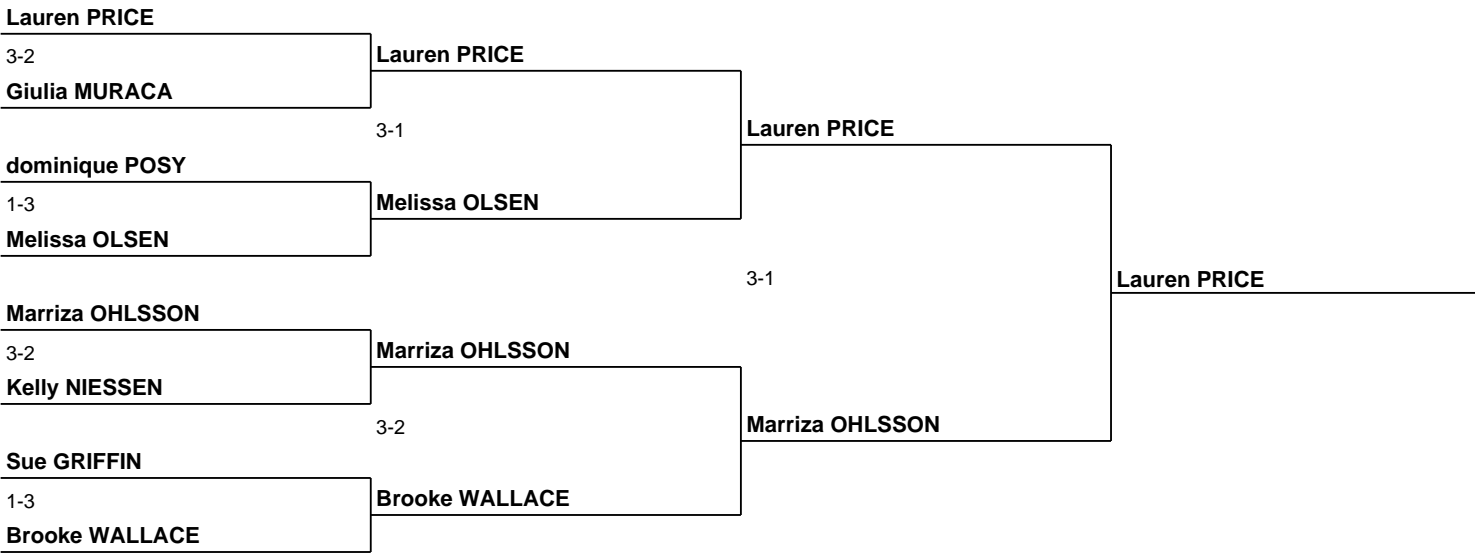 Lauren PRICE
3-2
Lauren PRICE
Giulia MURACA
3-1
Lauren PRICE
dominique POSY
1-3
Melissa OLSEN
Melissa OLSEN
3-1
Lauren PRICE
Marriza OHLSSON
3-2
Marriza OHLSSON
Kelly NIESSEN
3-2
Marriza OHLSSON
Sue GRIFFIN
1-3
Brooke WALLACE
Brooke WALLACE